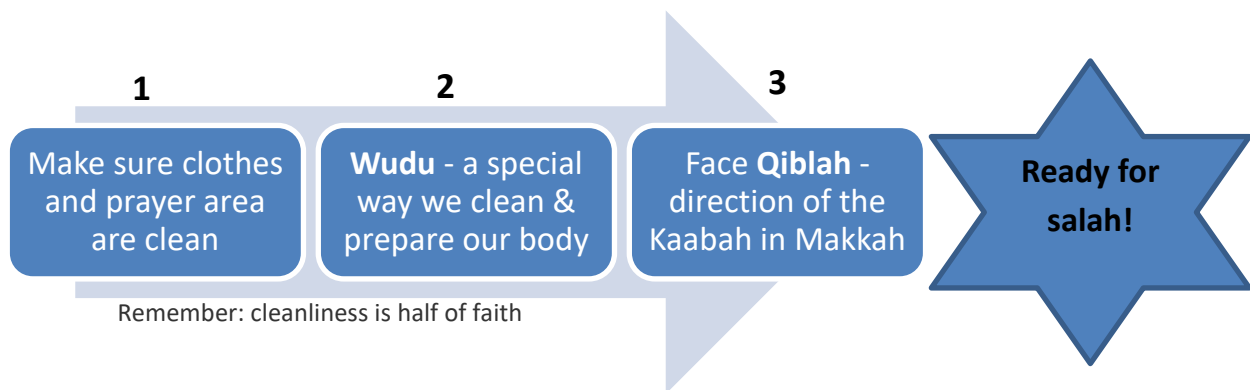 1
2
3
Make sure clothes
and prayer area
are clean
Wudu - a special
way we clean &
prepare our body
Face Qiblah -
direction of the
Kaabah in Makkah
Ready for
salah!
Remember: cleanliness is half of faith